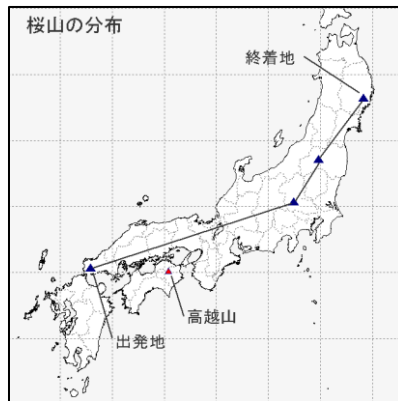 桜山の分布
終着地
高越山
出発地